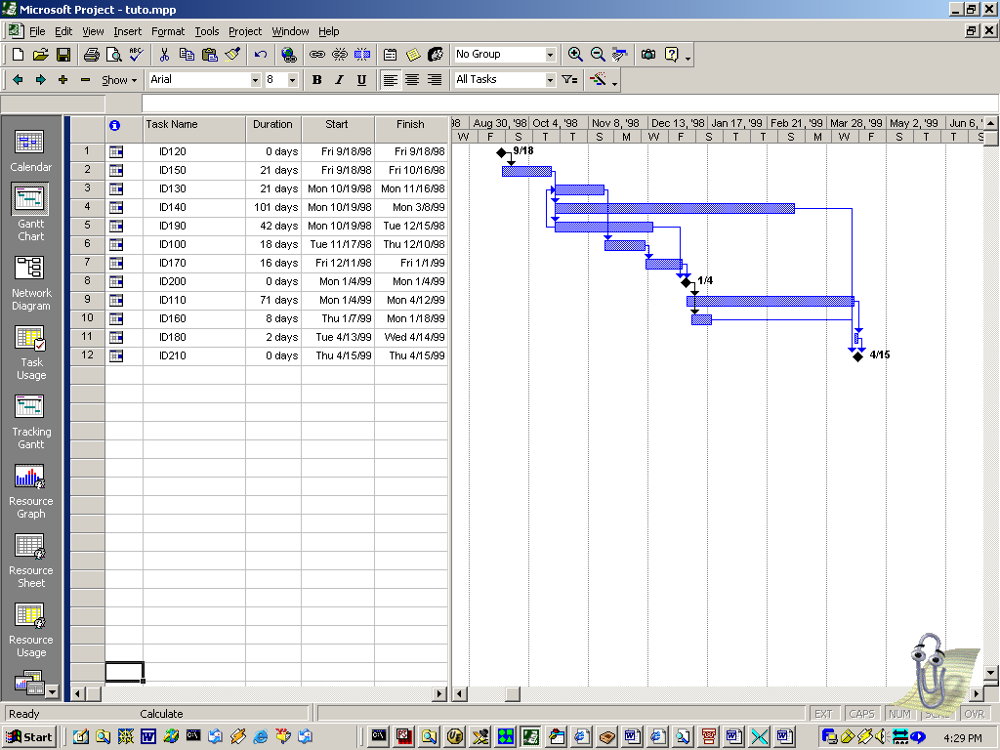 Microsoft Project - tuto.mpp
File Edit View Insert Format Tools Project Window Help
No Group
Show Arial 8 B I U All Tasks
Task Name Duration Start Finish
98 Aug 30, '98 Oct 4, '98 Nov 8, '98 Dec 13, '98 Jan 17, '99 Feb 21, '99 Mar 28, '99 May 2, '99 Jun 6, '
W F S T T S M W F S T T S M W F S T T S
1 ID120 0 days Fri 9/18/98 Fri 9/18/98
2 ID150 21 days Fri 9/18/98 Fri 10/16/98
3 ID130 21 days Mon 10/19/98 Mon 11/16/98
4 ID140 101 days Mon 10/19/98 Mon 3/8/99
5 ID190 42 days Mon 10/19/98 Tue 12/15/98
6 ID100 18 days Tue 11/17/98 Thu 12/10/98
7 ID170 16 days Fri 12/11/98 Fri 1/1/99
8 ID200 0 days Mon 1/4/99 Mon 1/4/99
9 ID110 71 days Mon 1/4/99 Mon 4/12/99
10 ID160 8 days Thu 1/7/99 Mon 1/18/99
11 ID180 2 days Tue 4/13/99 Wed 4/14/99
12 ID210 0 days Thu 4/15/99 Thu 4/15/99
9/18
1/4
4/15
Calendar
Gantt
Chart
Network
Diagram
Task
Usage
Tracking
Gantt
Resource
Graph
Resource
Sheet
Resource
Usage
Ready Calculate EXT CAPS NUM OVR
Start 4:29 PM